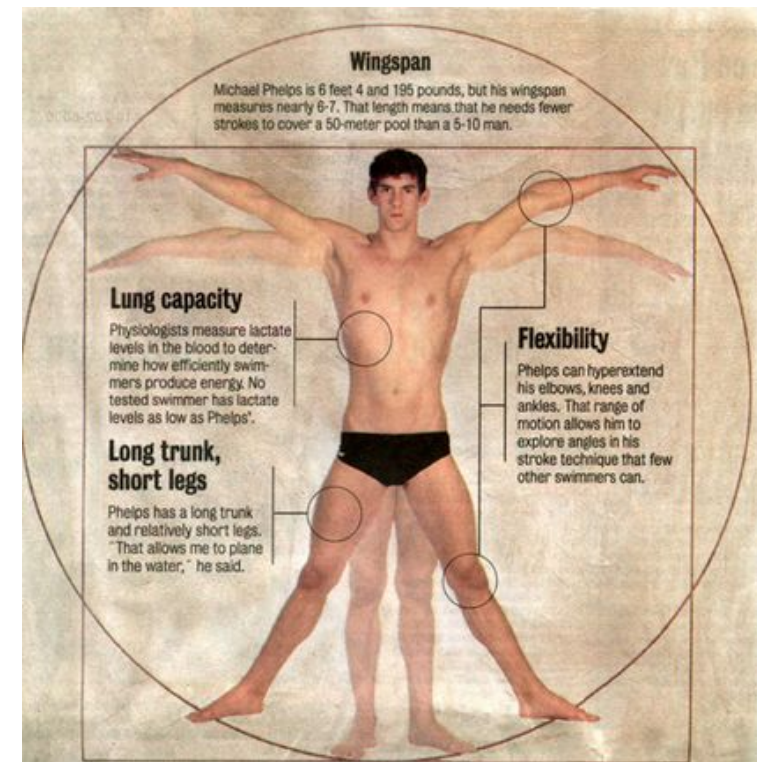 Wingspan
Michael Phelps is 6 feet 4 and 195 pounds, but his wingspan
measures nearly 6-7. That length means that he needs fewer
strokes to cover a 50-meter pool than a 5-10 man.
Lung capacity
Physiologists measure lactate
levels in the blood to deter-
mine how efficiently swim-
mers produce energy. No
tested swimmer has lactate
levels as low as Phelps'.
Long trunk,
short legs
Phelps has a long trunk
and relatively short legs.
"That allows me to plane
in the water," he said.
Flexibility
Phelps can hyperextend
his elbows, knees and
ankles. That range of
motion allows him to
explore angles in his
stroke technique that few
other swimmers can.